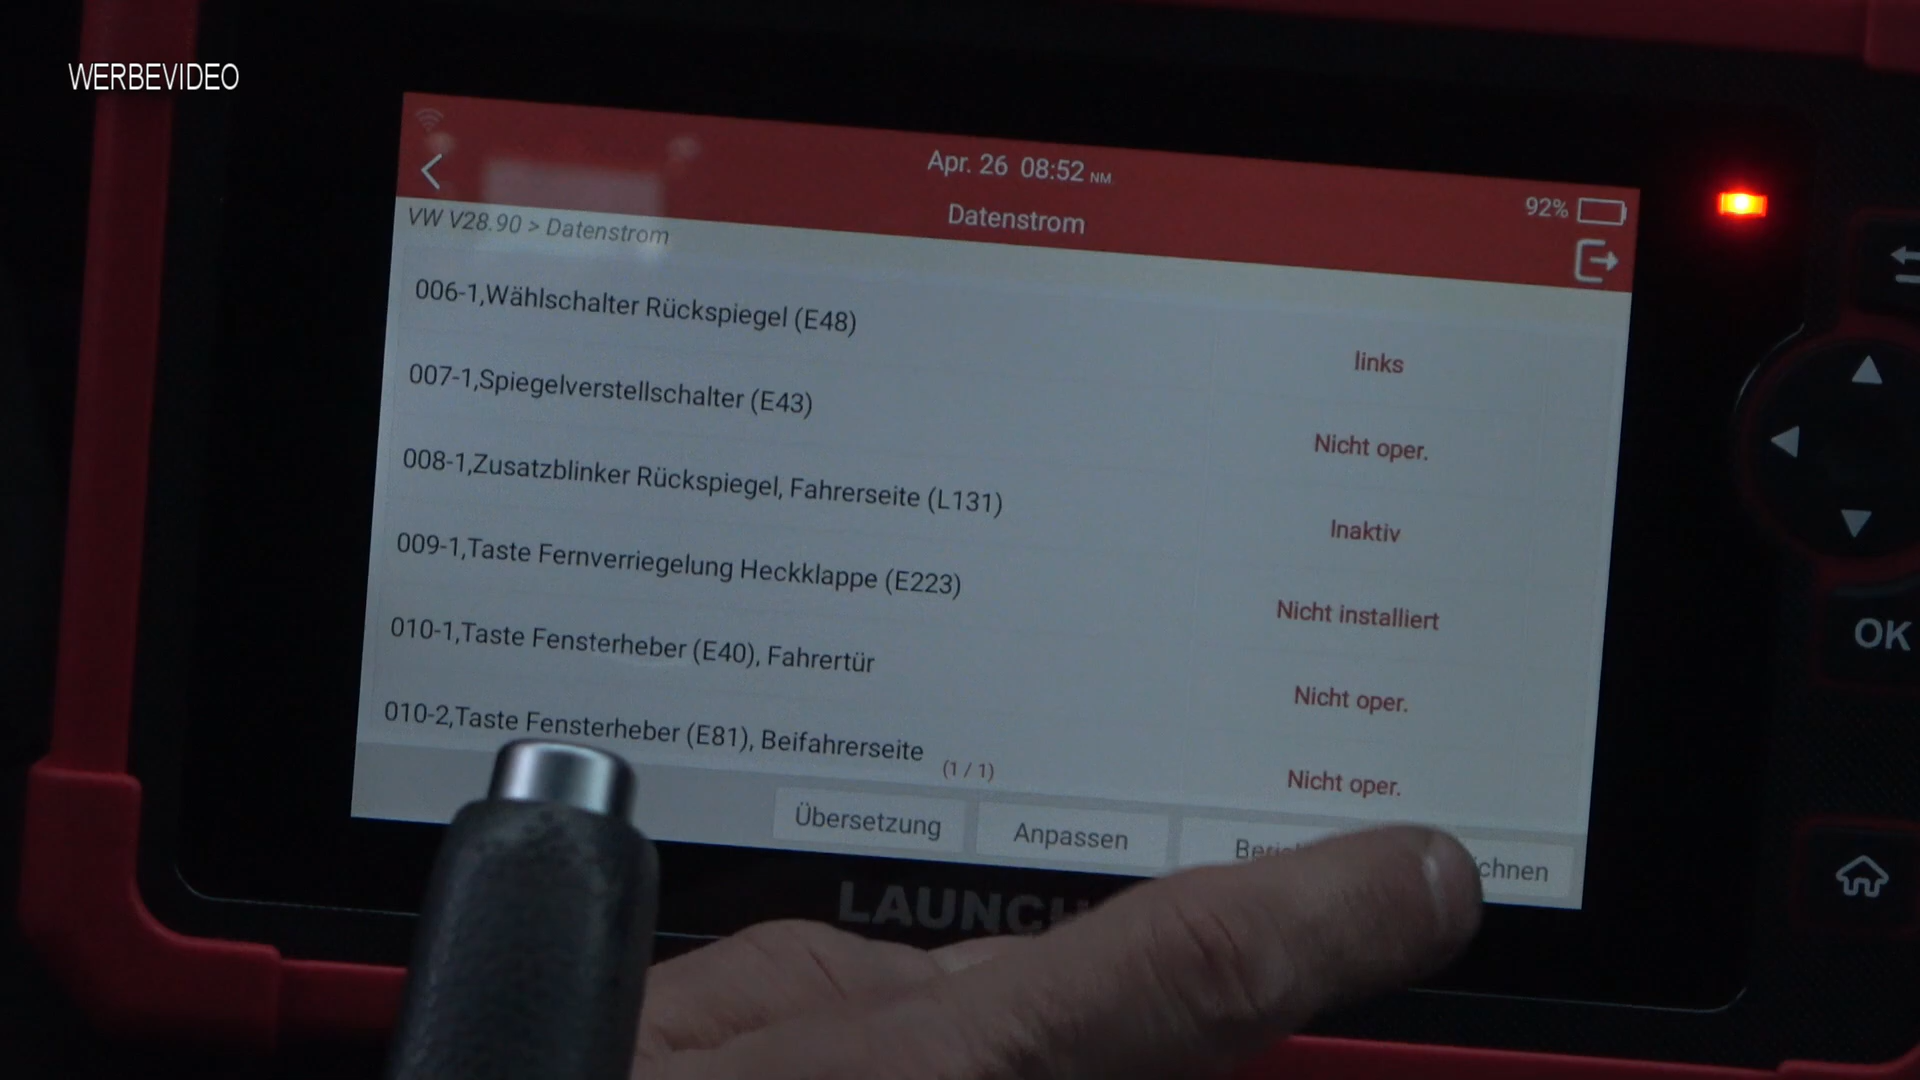 WERBEVIDEO
Apr. 26 08:52 NM
92%
Datenstrom
VW V28.90 > Datenstrom
006-1,Wählschalter Rückspiegel (E48)
links
007-1,Spiegelverstellschalter (E43)
Nicht oper.
008-1,Zusatzblinker Rückspiegel, Fahrerseite (L131)
Inaktiv
009-1,Taste Fernverriegelung Heckklappe (E223)
Nicht installiert
010-1,Taste Fensterheber (E40), Fahrertür
Nicht oper.
010-2,Taste Fensterheber (E81), Beifahrerseite
Nicht oper.
(1 / 1)
Übersetzung
Anpassen
LAUNCH
OK